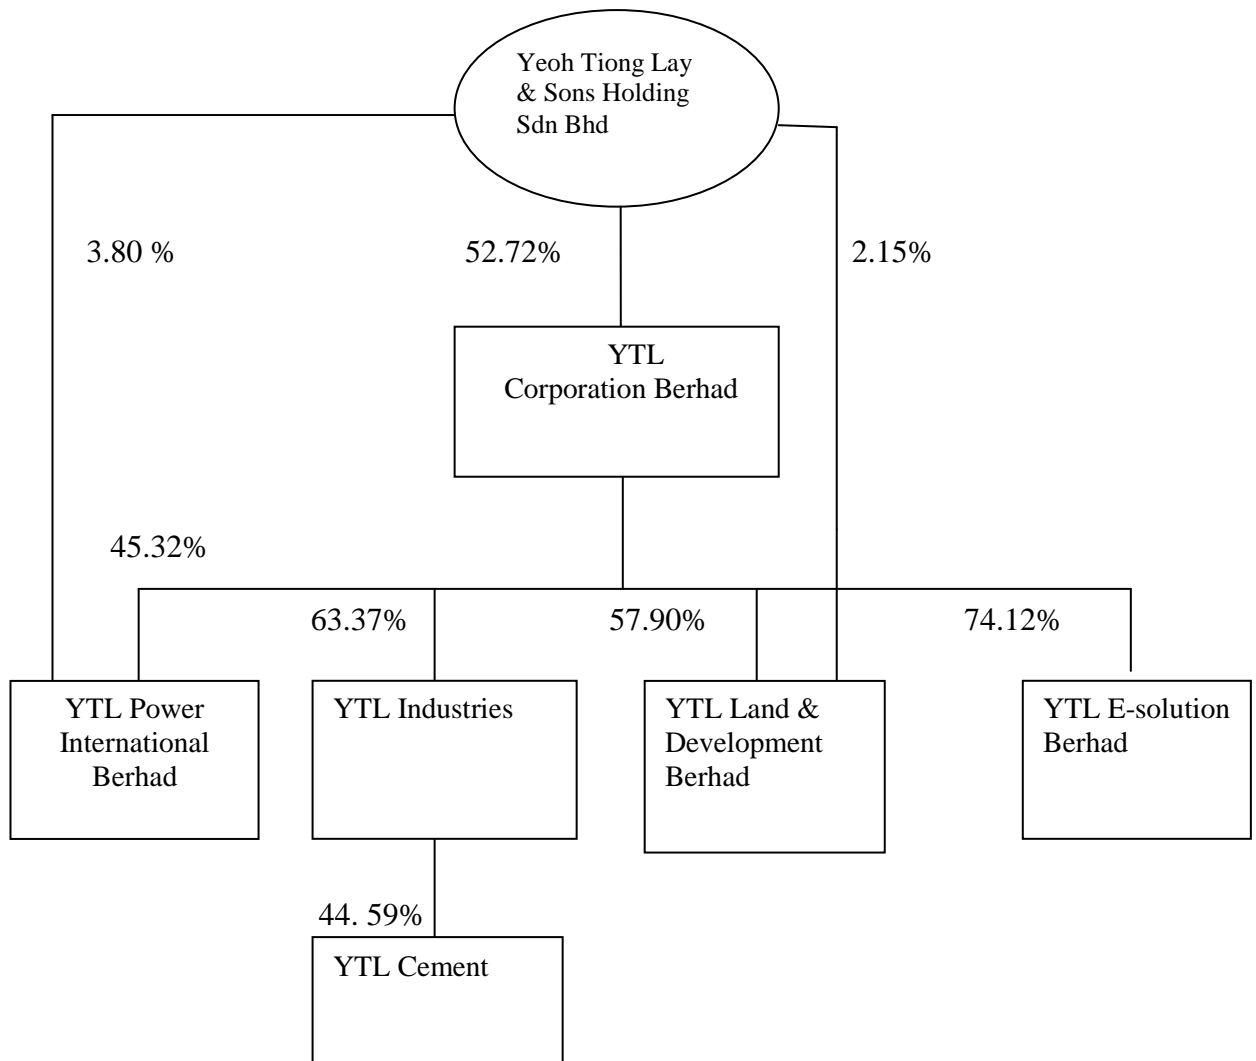 Yeoh Tiong Lay
& Sons Holding
Sdn Bhd
3.80 %
52.72%
2.15%
YTL
Corporation Berhad
45.32%
63.37%
57.90%
74.12%
YTL Power
International
Berhad
YTL Industries
YTL Land &
Development
Berhad
YTL E-solution
Berhad
44. 59%
YTL Cement